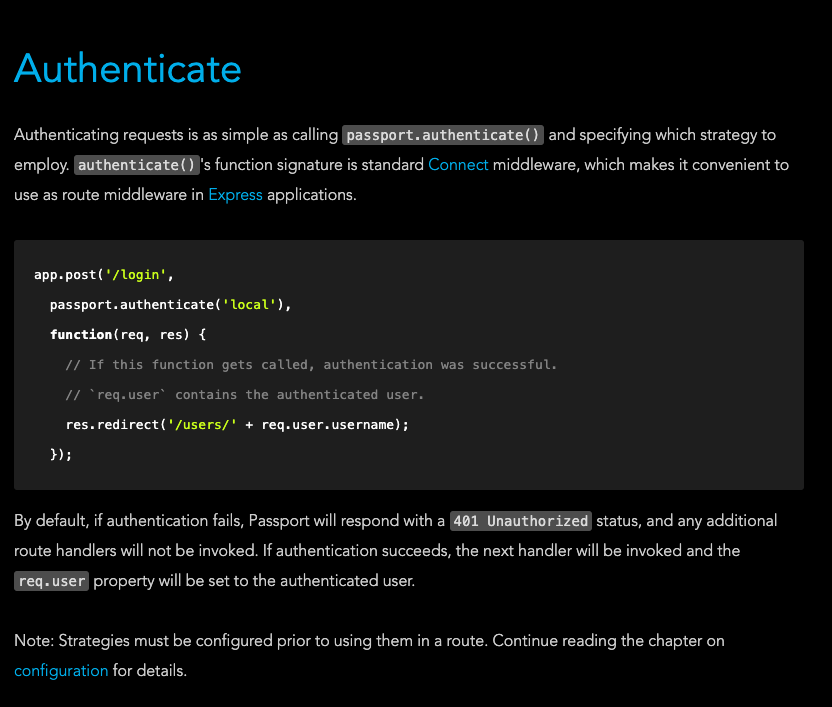 Authenticate
Authenticating requests is as simple as calling passport.authenticate() and specifying which strategy to
employ. authenticate()'s function signature is standard Connect middleware, which makes it convenient to
use as route middleware in Express applications.
app.post('/login',
  passport.authenticate('local'),
  function(req, res) {
    // If this function gets called, authentication was successful.
    // `req.user` contains the authenticated user.
    res.redirect('/users/' + req.user.username);
  });
By default, if authentication fails, Passport will respond with a 401 Unauthorized status, and any additional
route handlers will not be invoked. If authentication succeeds, the next handler will be invoked and the
req.user property will be set to the authenticated user.
Note: Strategies must be configured prior to using them in a route. Continue reading the chapter on
configuration for details.